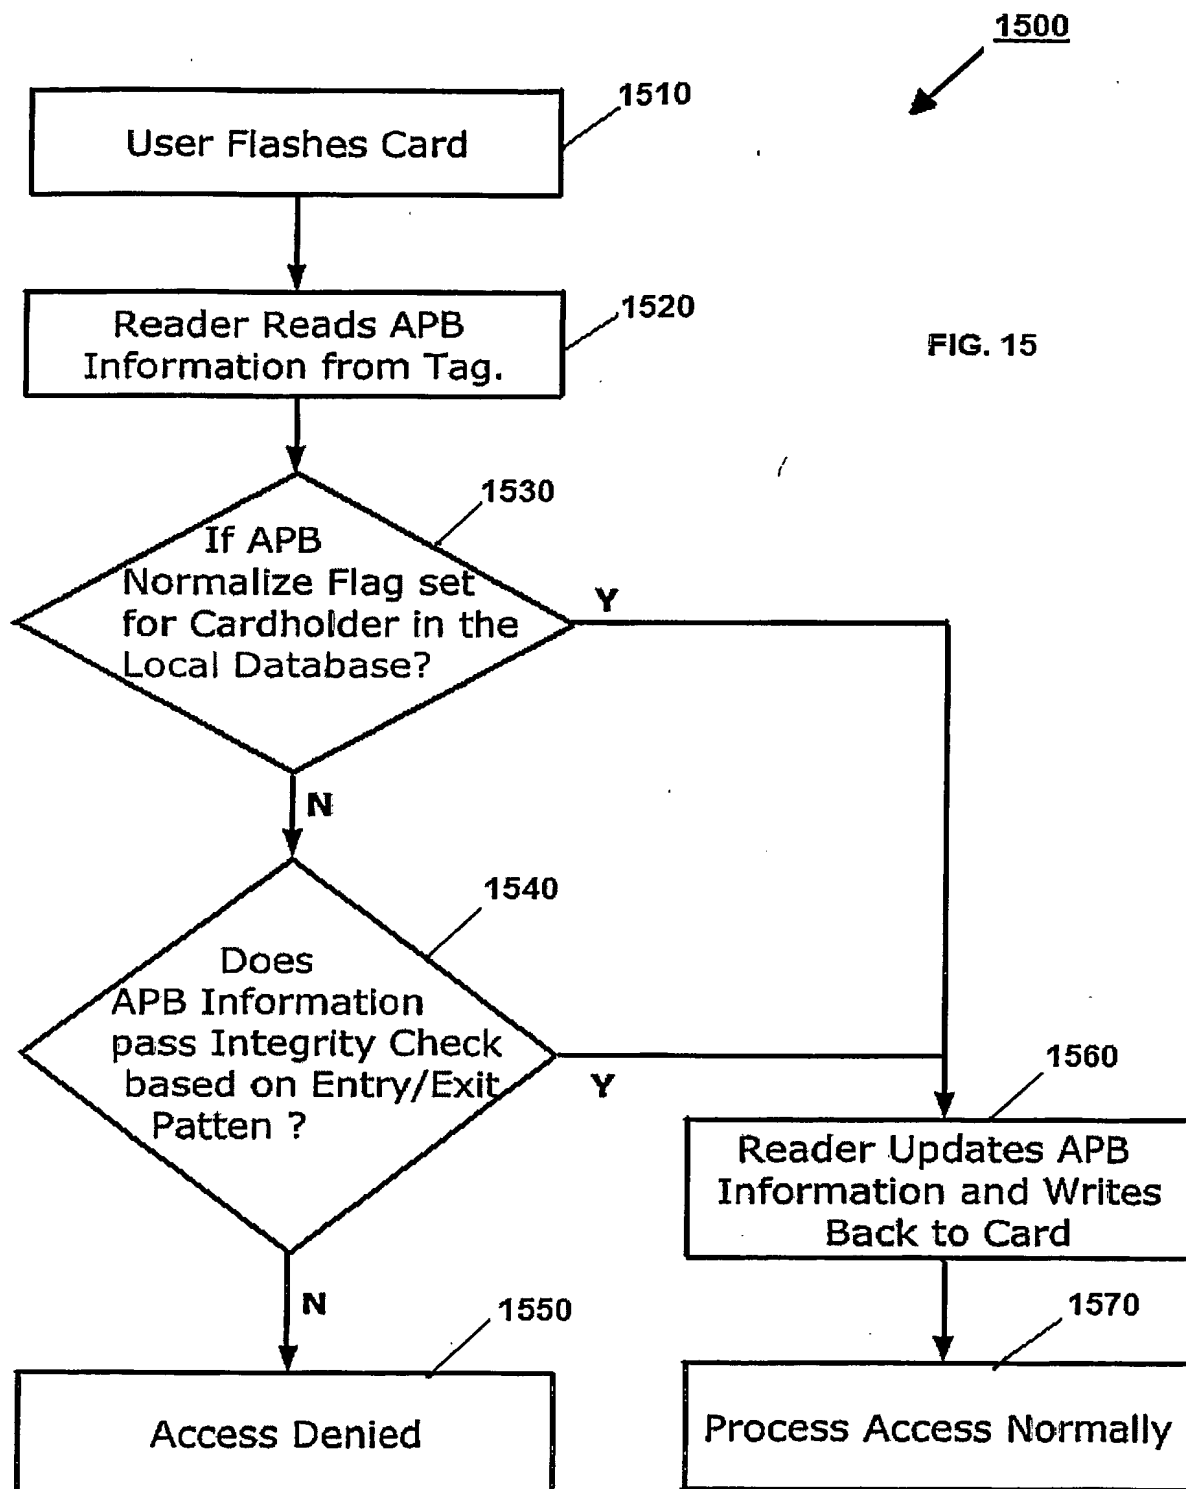 1500
1510
User Flashes Card
1520
Reader Reads APB
Information from Tag.
FIG. 15
1530
If APB
Normalize Flag set
for Cardholder in the
Local Database?
Y
N
1540
Does
APB Information
pass Integrity Check
based on Entry/Exit
Patten ?
Y
1560
Reader Updates APB
Information and Writes
Back to Card
N
1550
1570
Access Denied
Process Access Normally